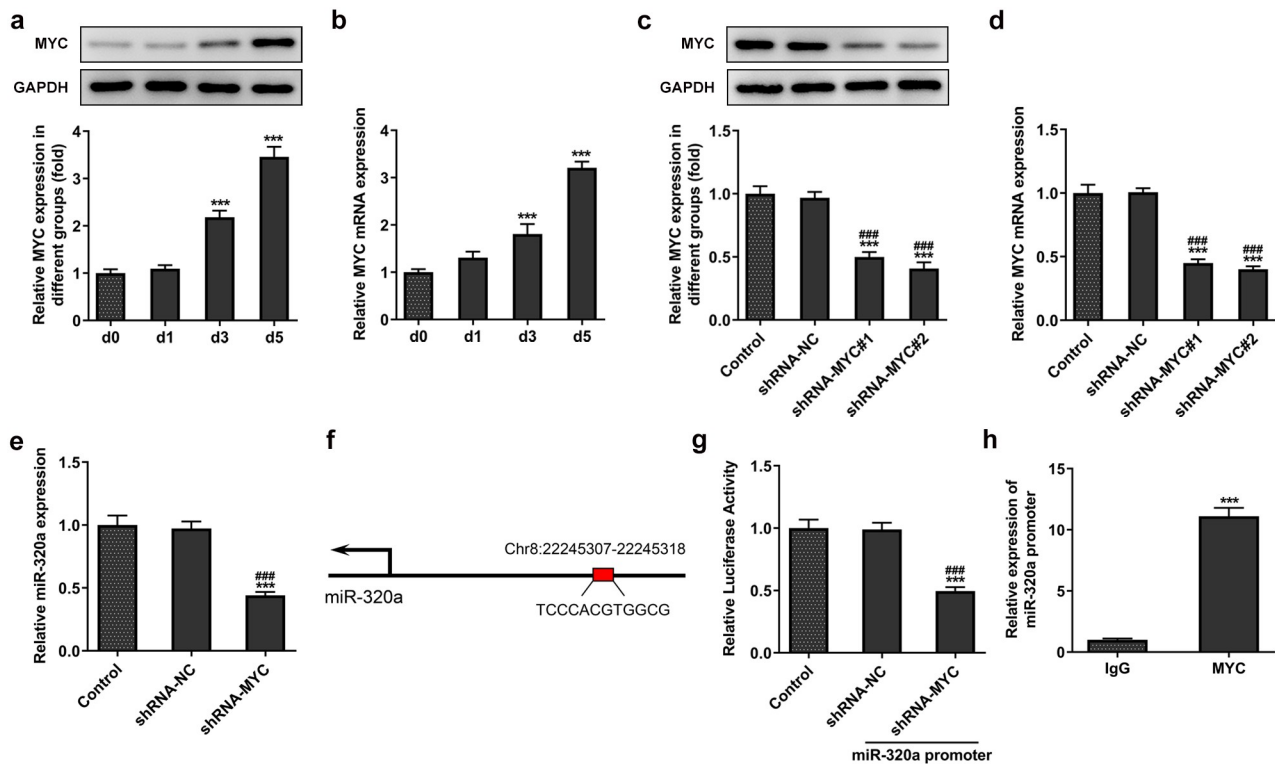 a
MYC
GAPDH
Relative MYC expression in
different groups (fold)
4
3
2
1
0
***
***
d0 d1 d3 d5
b
Relative MYC mRNA expression
4
3
2
1
0
***
***
d0 d1 d3 d5
c
MYC
GAPDH
Relative MYC expression in
different groups (fold)
1.5
1.0
0.5
0.0
###
***
###
***
Control
shRNA-NC
shRNA-MYC#1
shRNA-MYC#2
d
Relative MYC mRNA expression
1.5
1.0
0.5
0.0
###
***
###
***
Control
shRNA-NC
shRNA-MYC#1
shRNA-MYC#2
e
Relative miR-320a expression
1.5
1.0
0.5
0.0
###
***
Control
shRNA-NC
shRNA-MYC
f
Chr8:22245307-22245318
miR-320a
TCCCACGTGGCG
g
Relative Luciferase Activity
1.5
1.0
0.5
0.0
###
***
Control
shRNA-NC
shRNA-MYC
miR-320a promoter
h
Relative expression of
miR-320a promoter
15
10
5
0
***
IgG MYC